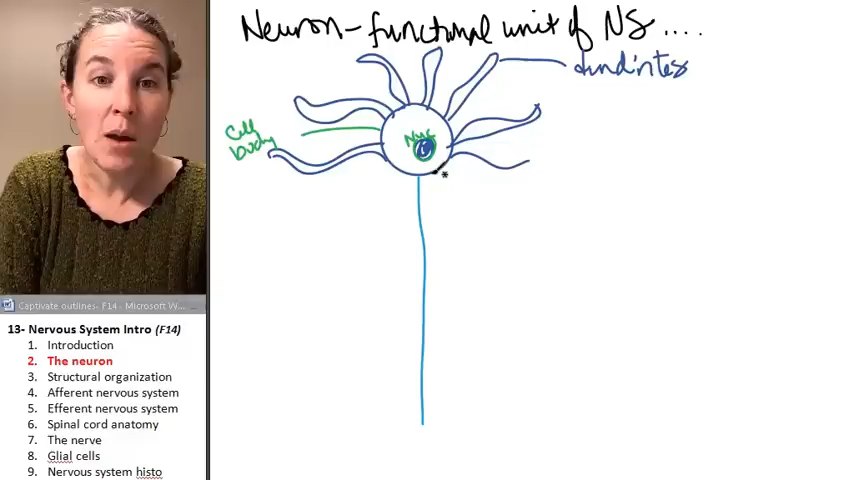 Neuron - functional unit of NS....
dendrites
Cell
body
Nuc
*
Captivate outlines- F14 - Microsoft W...
13- Nervous System Intro (F14)
1. Introduction
2. The neuron
3. Structural organization
4. Afferent nervous system
5. Efferent nervous system
6. Spinal cord anatomy
7. The nerve
8. Glial cells
9. Nervous system histo